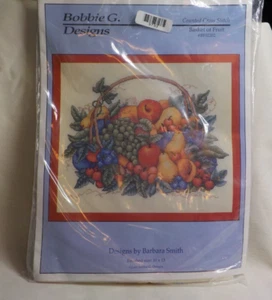 Bobbie G.
Designs
Counted Cross Stitch
Basket of Fruit
Designs by Barbara Smith